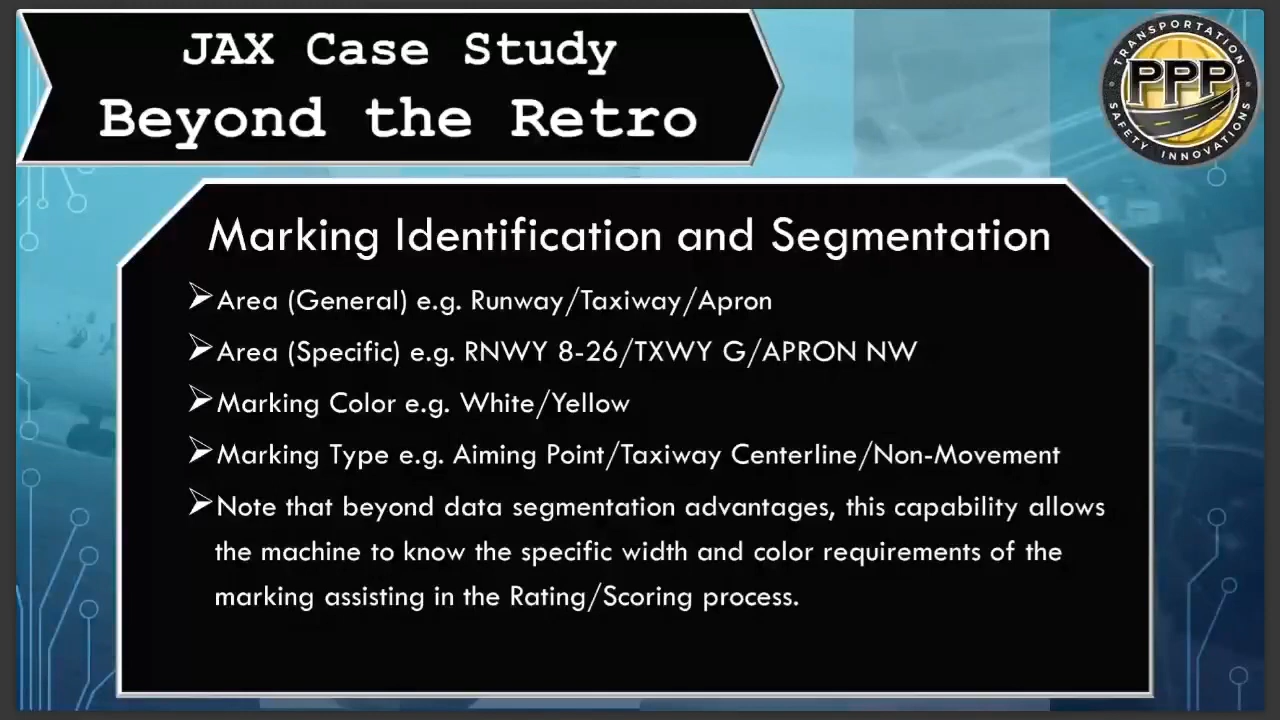 JAX Case Study
Beyond the Retro
TRANSPORTATION
PPP
SAFETY INNOVATIONS
Marking Identification and Segmentation
Area (General) e.g. Runway/Taxiway/Apron
Area (Specific) e.g. RNWY 8-26/TXWY G/APRON NW
Marking Color e.g. White/Yellow
Marking Type e.g. Aiming Point/Taxiway Centerline/Non-Movement
Note that beyond data segmentation advantages, this capability allows
the machine to know the specific width and color requirements of the
marking assisting in the Rating/Scoring process.